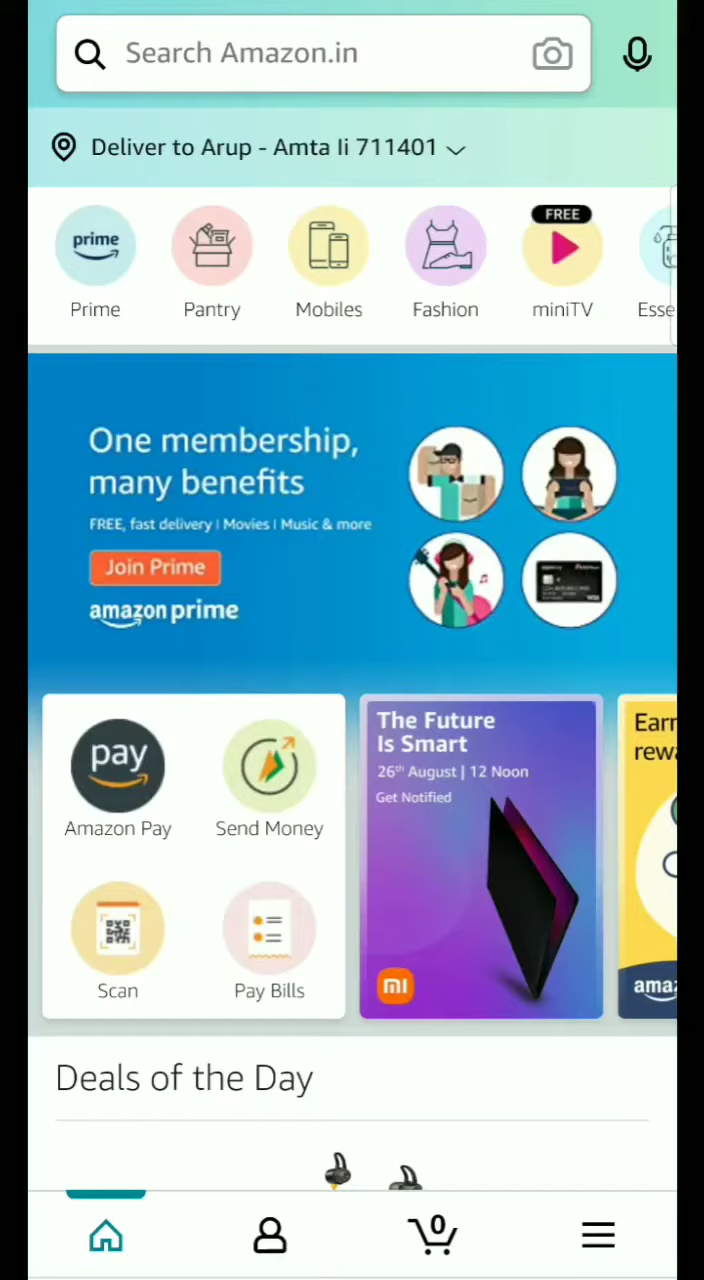 Search Amazon.in
Deliver to Arup - Amta Ii 711401
prime
FREE
Prime
Pantry
Mobiles
Fashion
miniTV
Esse
One membership,
many benefits
FREE, fast delivery | Movies | Music & more
Join Prime
amazon prime
pay
Amazon Pay
Send Money
Scan
Pay Bills
The Future
Is Smart
26th August | 12 Noon
Get Notified
mi
Earn
rewa
amaz
Deals of the Day
0